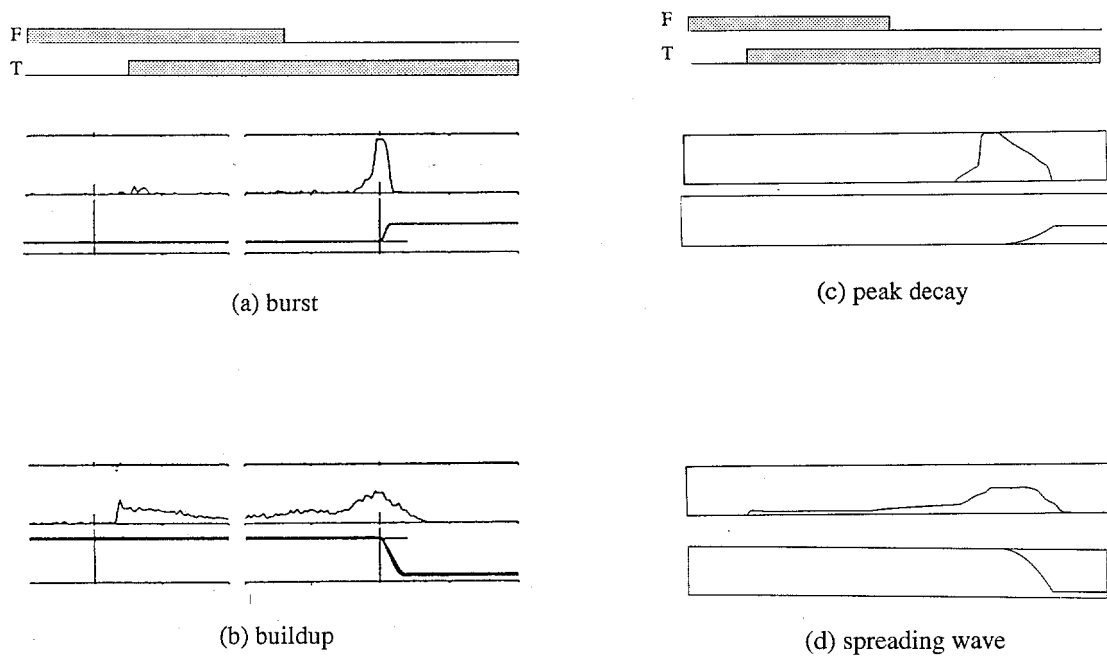 F
T
(a) burst
(b) buildup
F
T
(c) peak decay
(d) spreading wave